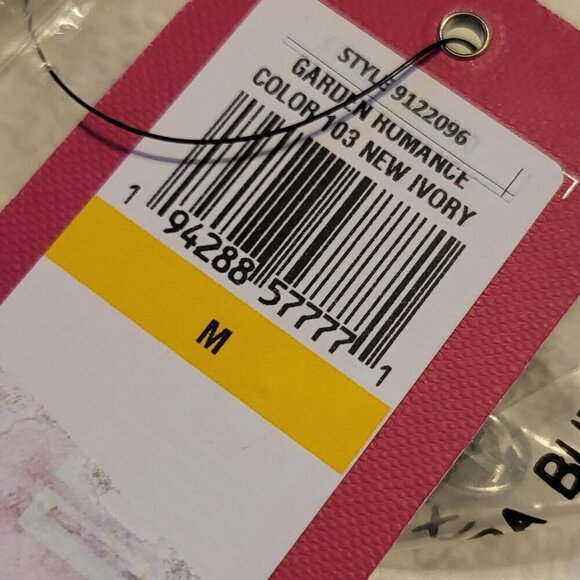 STYLE 9122096
GARDEN ROMANCE
COLOR 103 NEW IVORY
1 94288 57777 1
M